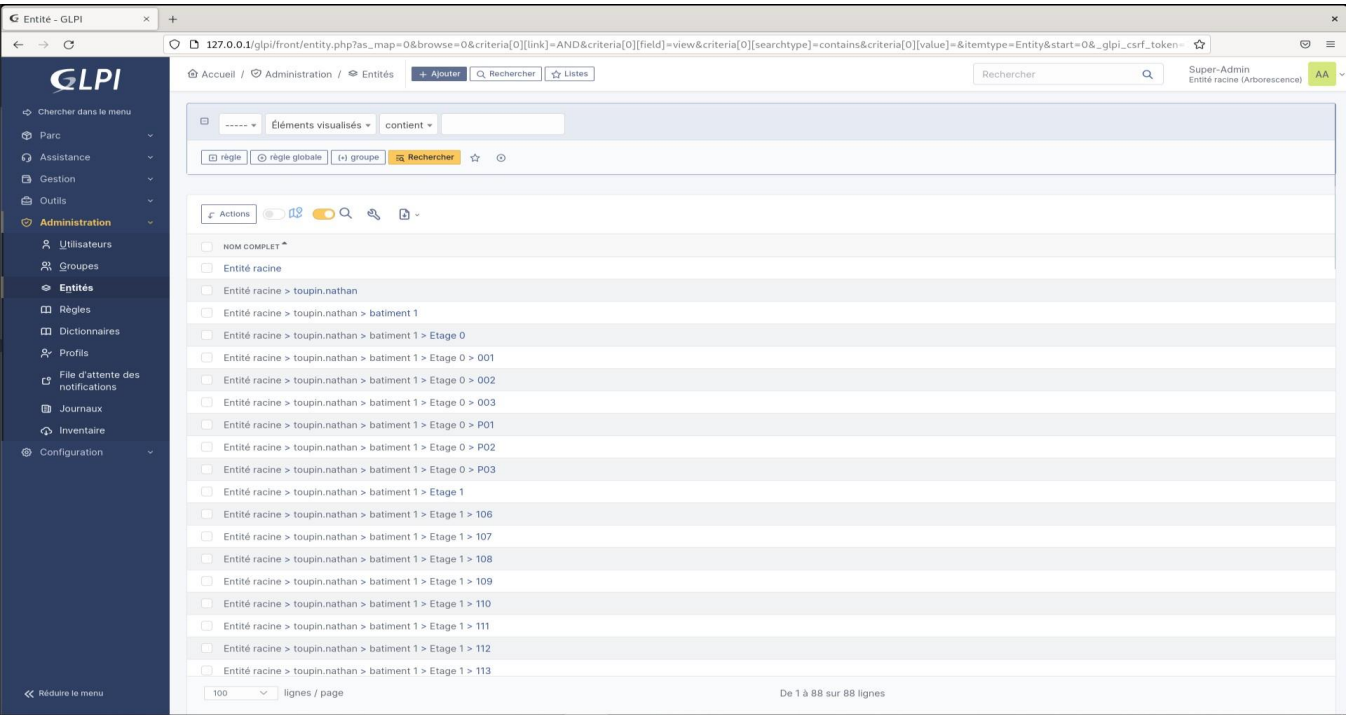 Entité - GLPI
127.0.0.1/glpi/front/entity.php?as_map=0&browse=0&criteria[0][link]=AND&criteria[0][field]=view&criteria[0][searchtype]=contains&criteria[0][value]=&itemtype=Entity&start=0&_glpi_csrf_token=
GLPI
Accueil / Administration / Entités + Ajouter Rechercher Listes
Rechercher
Super-Admin
Entité racine (Arborescence)
AA
Chercher dans le menu
Parc
Assistance
Gestion
Outils
Administration
Utilisateurs
Groupes
Entités
Règles
Dictionnaires
Profils
File d'attente des
notifications
Journaux
Inventaire
Configuration
Réduire le menu
----- Éléments visualisés contient
règle règle globale (+) groupe Rechercher
Actions
NOM COMPLET
Entité racine
Entité racine > toupin.nathan
Entité racine > toupin.nathan > batiment 1
Entité racine > toupin.nathan > batiment 1 > Etage 0
Entité racine > toupin.nathan > batiment 1 > Etage 0 > 001
Entité racine > toupin.nathan > batiment 1 > Etage 0 > 002
Entité racine > toupin.nathan > batiment 1 > Etage 0 > 003
Entité racine > toupin.nathan > batiment 1 > Etage 0 > P01
Entité racine > toupin.nathan > batiment 1 > Etage 0 > P02
Entité racine > toupin.nathan > batiment 1 > Etage 0 > P03
Entité racine > toupin.nathan > batiment 1 > Etage 1
Entité racine > toupin.nathan > batiment 1 > Etage 1 > 106
Entité racine > toupin.nathan > batiment 1 > Etage 1 > 107
Entité racine > toupin.nathan > batiment 1 > Etage 1 > 108
Entité racine > toupin.nathan > batiment 1 > Etage 1 > 109
Entité racine > toupin.nathan > batiment 1 > Etage 1 > 110
Entité racine > toupin.nathan > batiment 1 > Etage 1 > 111
Entité racine > toupin.nathan > batiment 1 > Etage 1 > 112
Entité racine > toupin.nathan > batiment 1 > Etage 1 > 113
100 lignes / page
De 1 à 88 sur 88 lignes